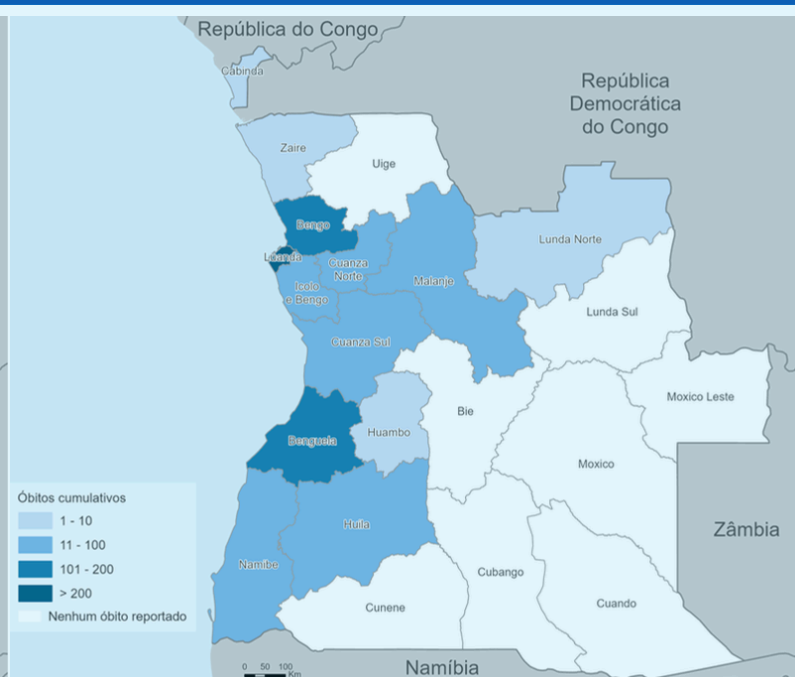 República do Congo
Cabinda
República
Democrática
do Congo
Zaire
Uige
Bengo
Luanda
Cuanza
Norte
Lunda Norte
Malanje
Icolo
e Bengo
Lunda Sul
Cuanza Sul
Moxico Leste
Bie
Huambo
Benguela
Moxico
Óbitos cumulativos
1 - 10
11 - 100
101 - 200
> 200
Nenhum óbito reportado
Huila
Zâmbia
Namibe
Cubango
Cuando
Cunene
0 50 100
Km
Namíbia